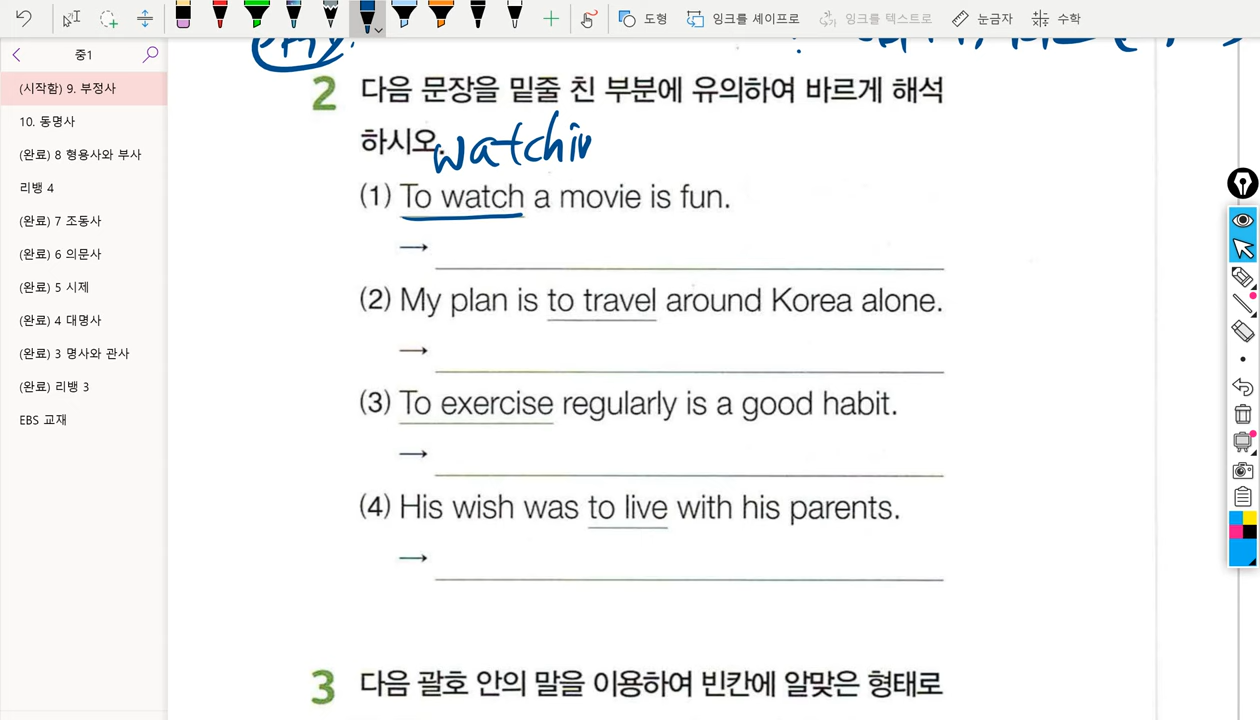 도형
잉크를 셰이프로
잉크를 텍스트로
눈금자
수학
중1
(시작함) 9. 부정사
10. 동명사
(완료) 8 형용사와 부사
리뱅 4
(완료) 7 조동사
(완료) 6 의문사
(완료) 5 시제
(완료) 4 대명사
(완료) 3 명사와 관사
(완료) 리뱅 3
EBS 교재
2 다음 문장을 밑줄 친 부분에 유의하여 바르게 해석
하시오.
watchin
(1) To watch a movie is fun.
→
(2) My plan is to travel around Korea alone.
→
(3) To exercise regularly is a good habit.
→
(4) His wish was to live with his parents.
→
3 다음 괄호 안의 말을 이용하여 빈칸에 알맞은 형태로